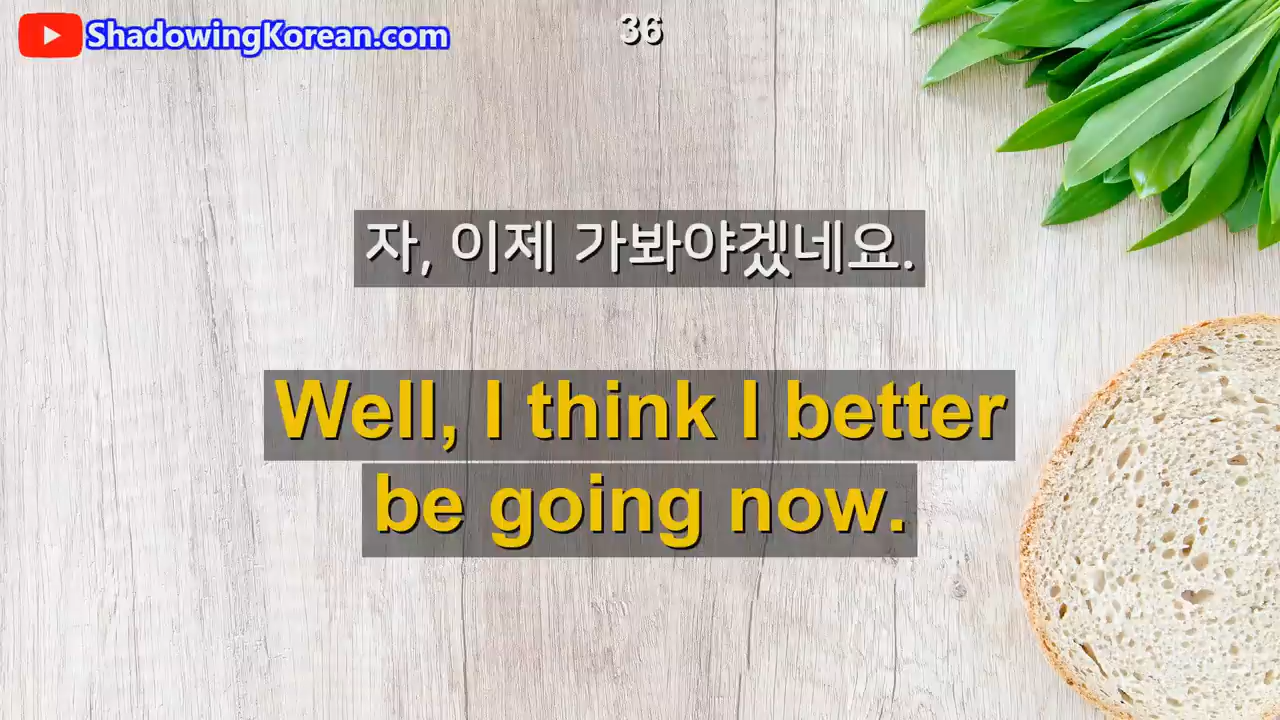 ShadowingKorean.com
36
자, 이제 가봐야겠네요.
Well, I think I better
be going now.